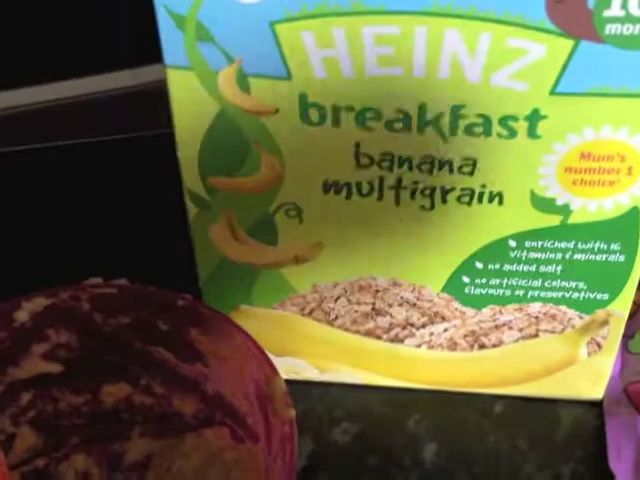 HEINZ
breakfast
banana
multigrain
Mum's
number 1
choice*
enriched with 16
vitamins & minerals
no added salt
no artificial colours,
flavours or preservatives